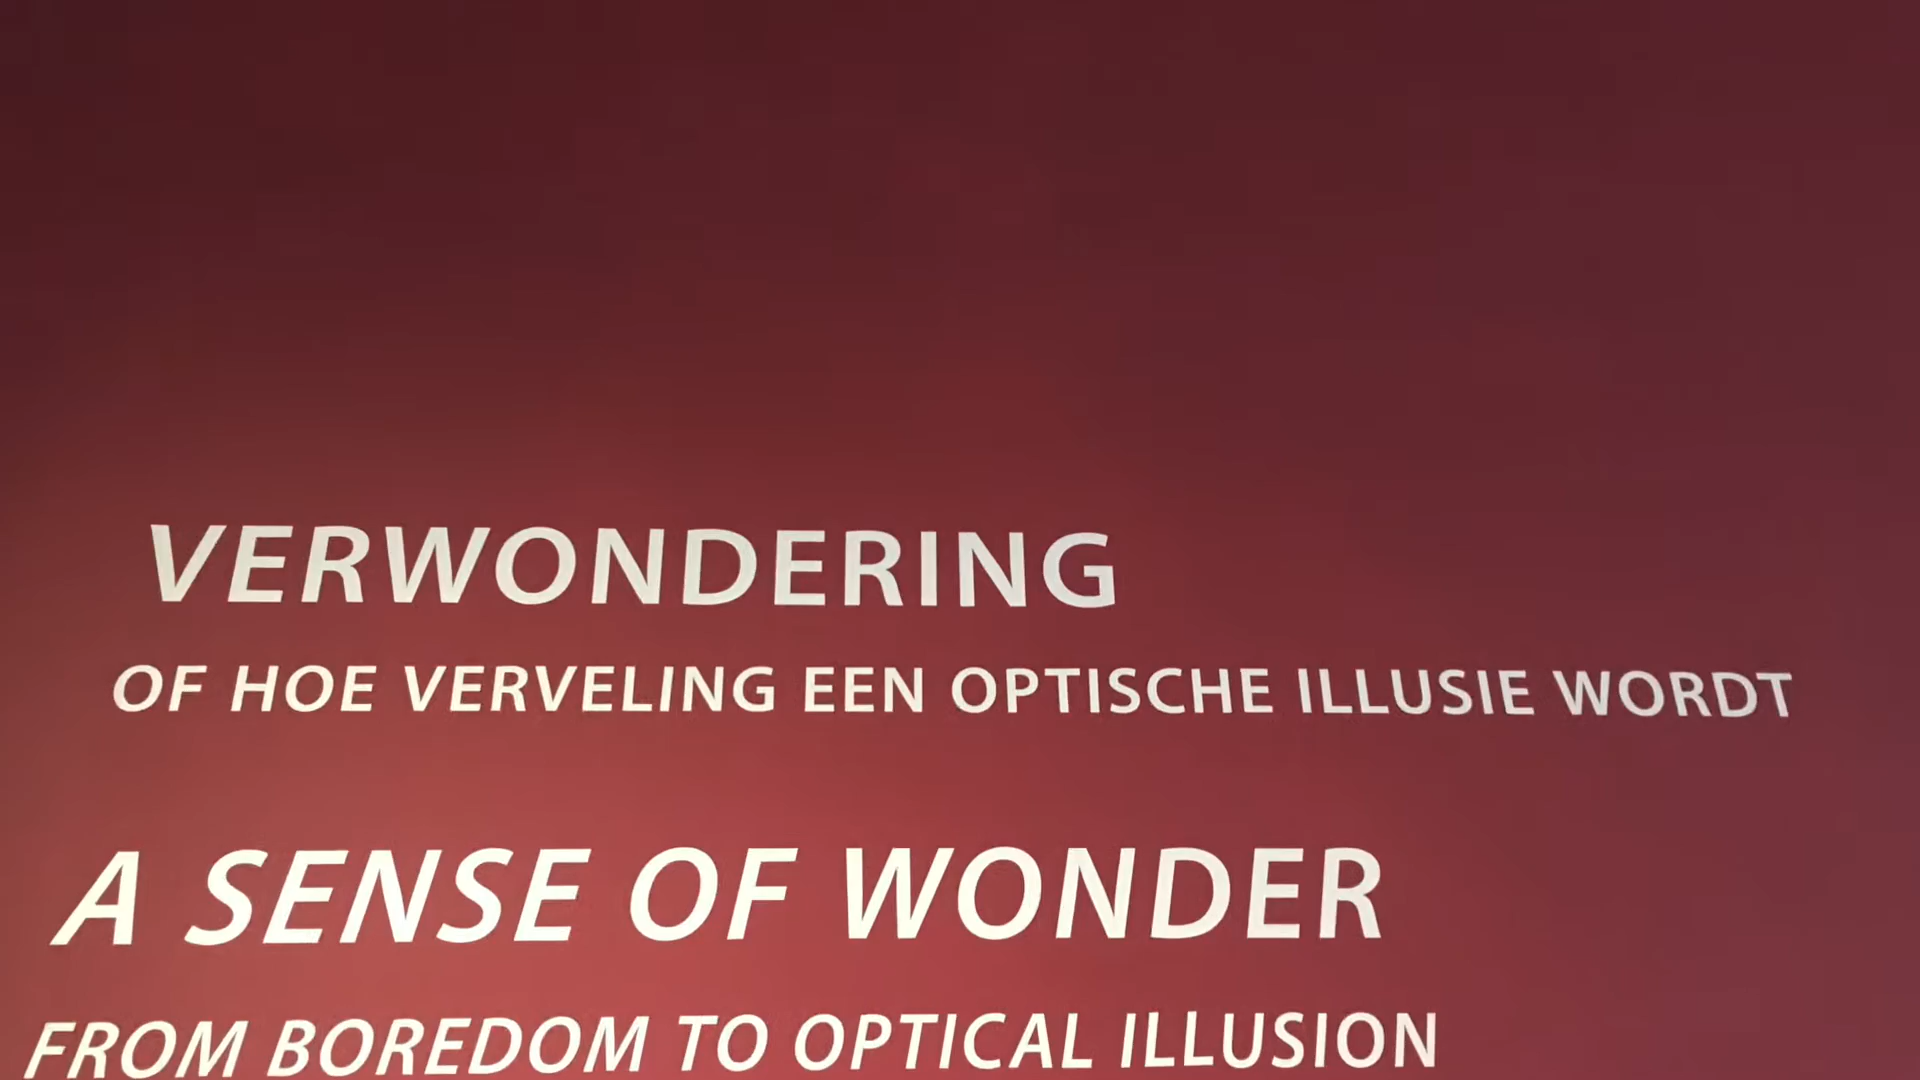 VERWONDERING
OF HOE VERVELING EEN OPTISCHE ILLUSIE WORDT
A SENSE OF WONDER
FROM BOREDOM TO OPTICAL ILLUSION